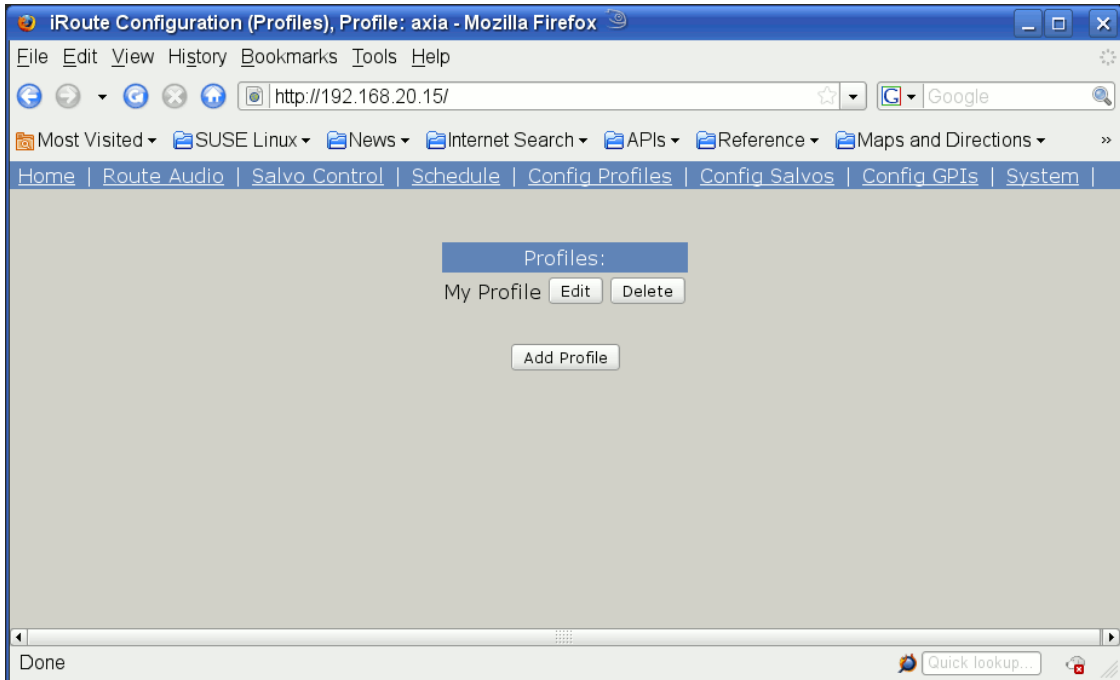 iRoute Configuration (Profiles), Profile: axia - Mozilla Firefox
File Edit View History Bookmarks Tools Help
http://192.168.20.15/ G Google
Most Visited SUSE Linux News Internet Search APIs Reference Maps and Directions »
Home | Route Audio | Salvo Control | Schedule | Config Profiles | Config Salvos | Config GPIs | System |
Profiles:
My Profile Edit Delete
Add Profile
Done Quick lookup...